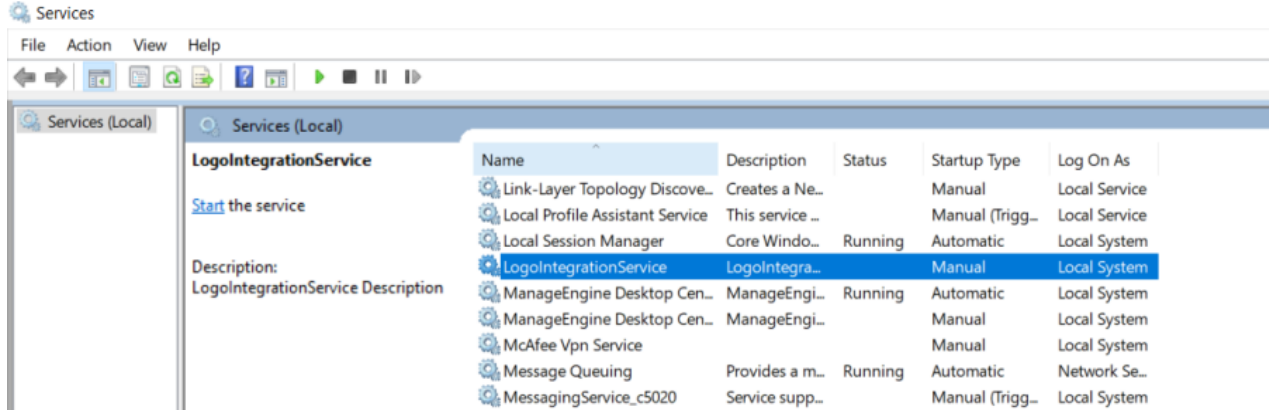 Services
File Action View Help
Services (Local)
Services (Local)
LogoIntegrationService
Start the service
Description:
LogoIntegrationService Description
Name Description Status Startup Type Log On As
Link-Layer Topology Discove... Creates a Ne... Manual Local Service
Local Profile Assistant Service This service ... Manual (Trigg... Local Service
Local Session Manager Core Windo... Running Automatic Local System
LogoIntegrationService LogoIntegra... Manual Local System
ManageEngine Desktop Cen... ManageEngi... Running Automatic Local System
ManageEngine Desktop Cen... ManageEngi... Manual Local System
McAfee Vpn Service Manual Local System
Message Queuing Provides a m... Running Automatic Network Se...
MessagingService_c5020 Service supp... Manual (Trigg... Local System